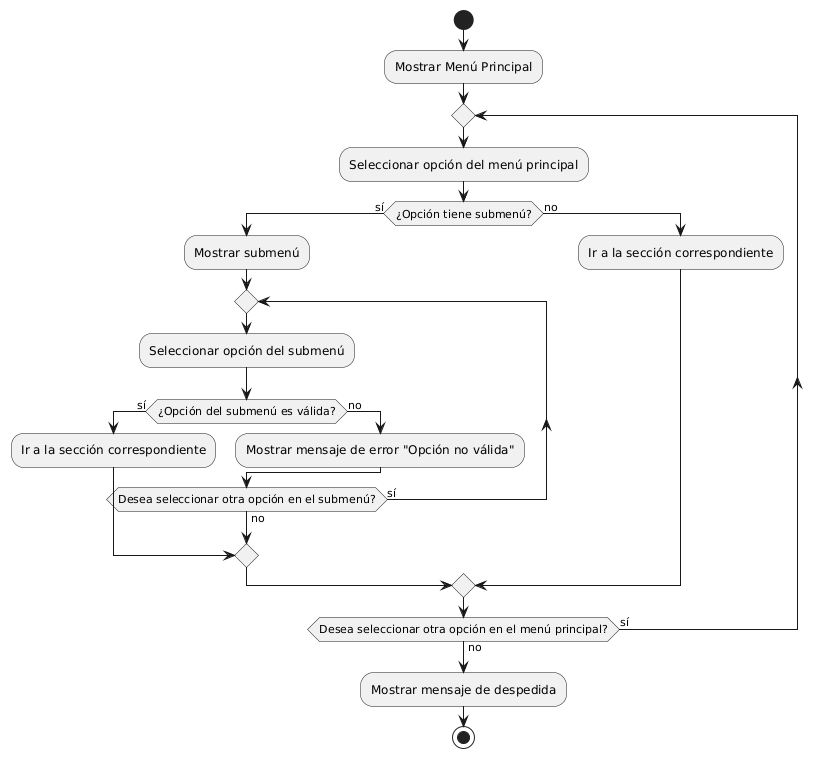 Mostrar Menú Principal
Seleccionar opción del menú principal
sí
¿Opción tiene submenú?
no
Mostrar submenú
Ir a la sección correspondiente
Seleccionar opción del submenú
sí
¿Opción del submenú es válida?
no
Ir a la sección correspondiente
Mostrar mensaje de error "Opción no válida"
Desea seleccionar otra opción en el submenú?
sí
no
Desea seleccionar otra opción en el menú principal?
sí
no
Mostrar mensaje de despedida